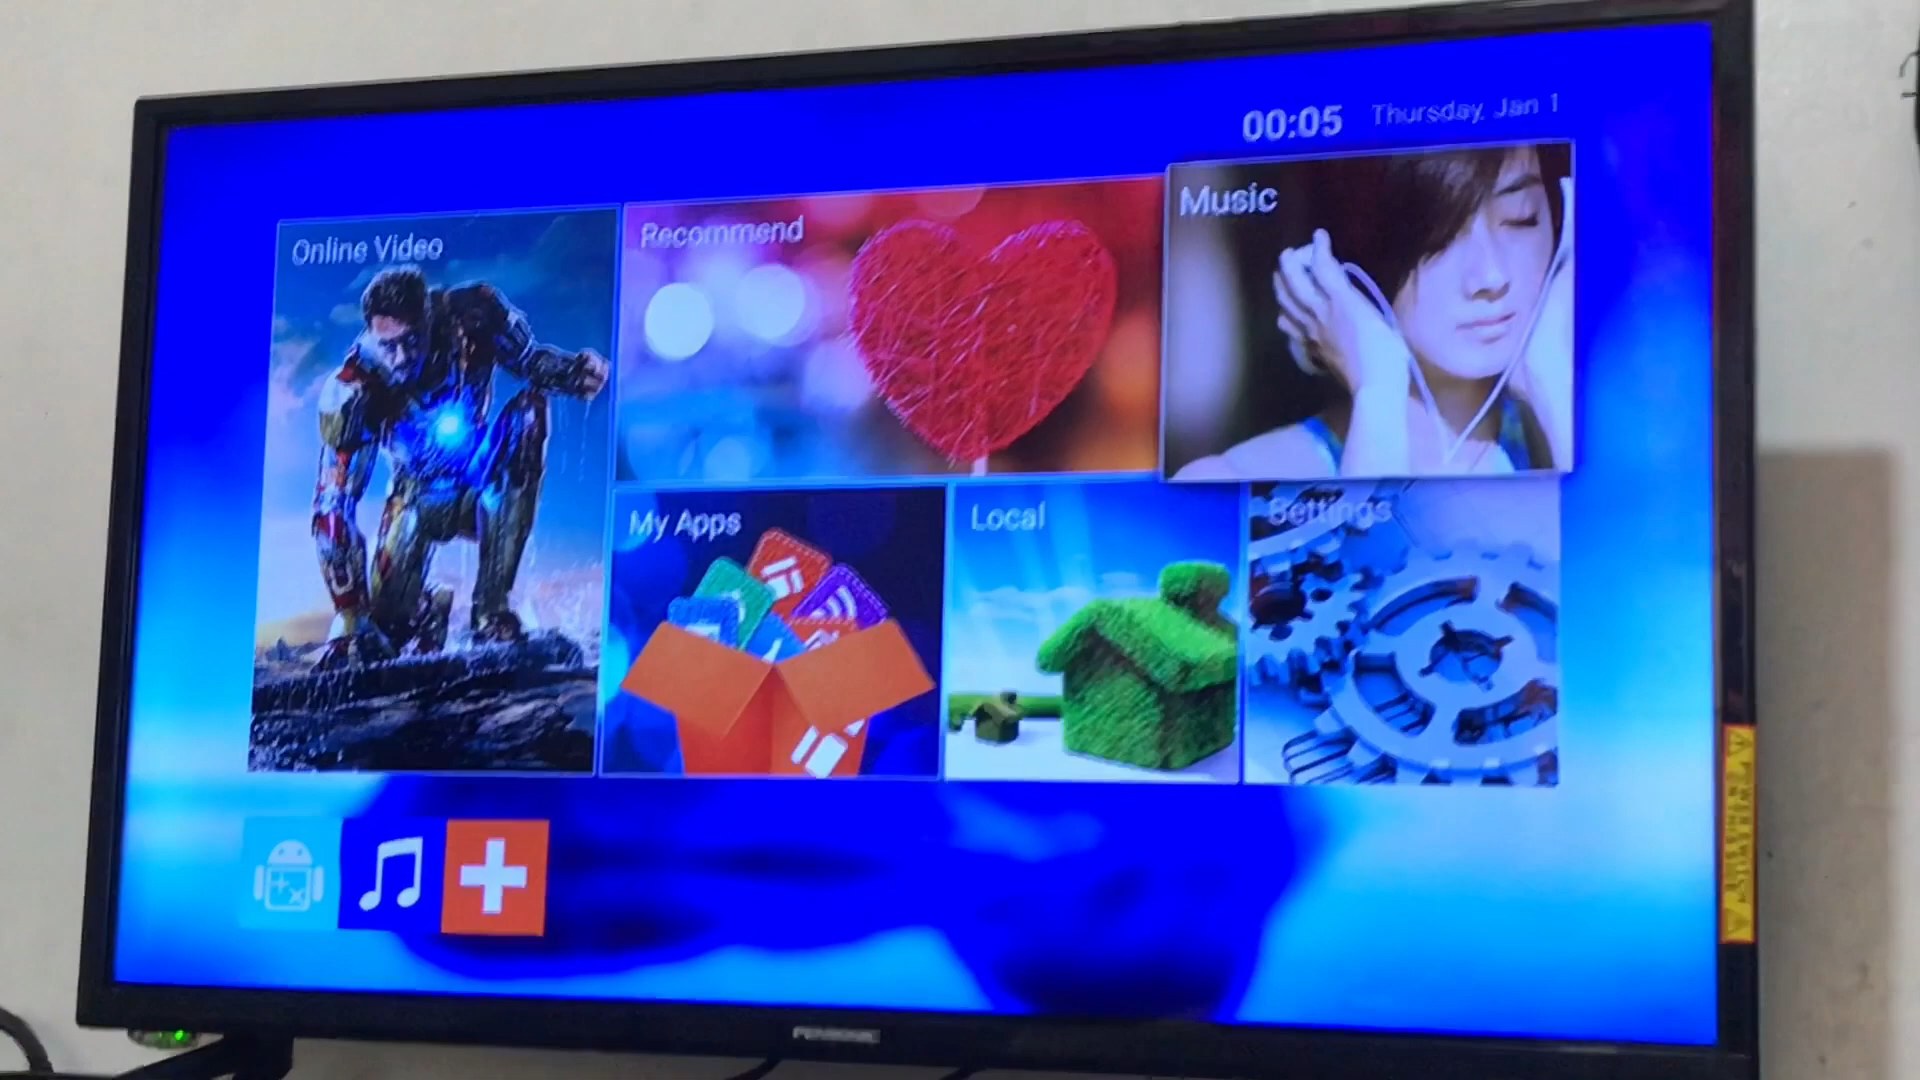 00:05 Thursday, Jan 1
Online Video
Recommend
Music
My Apps
Local
Settings